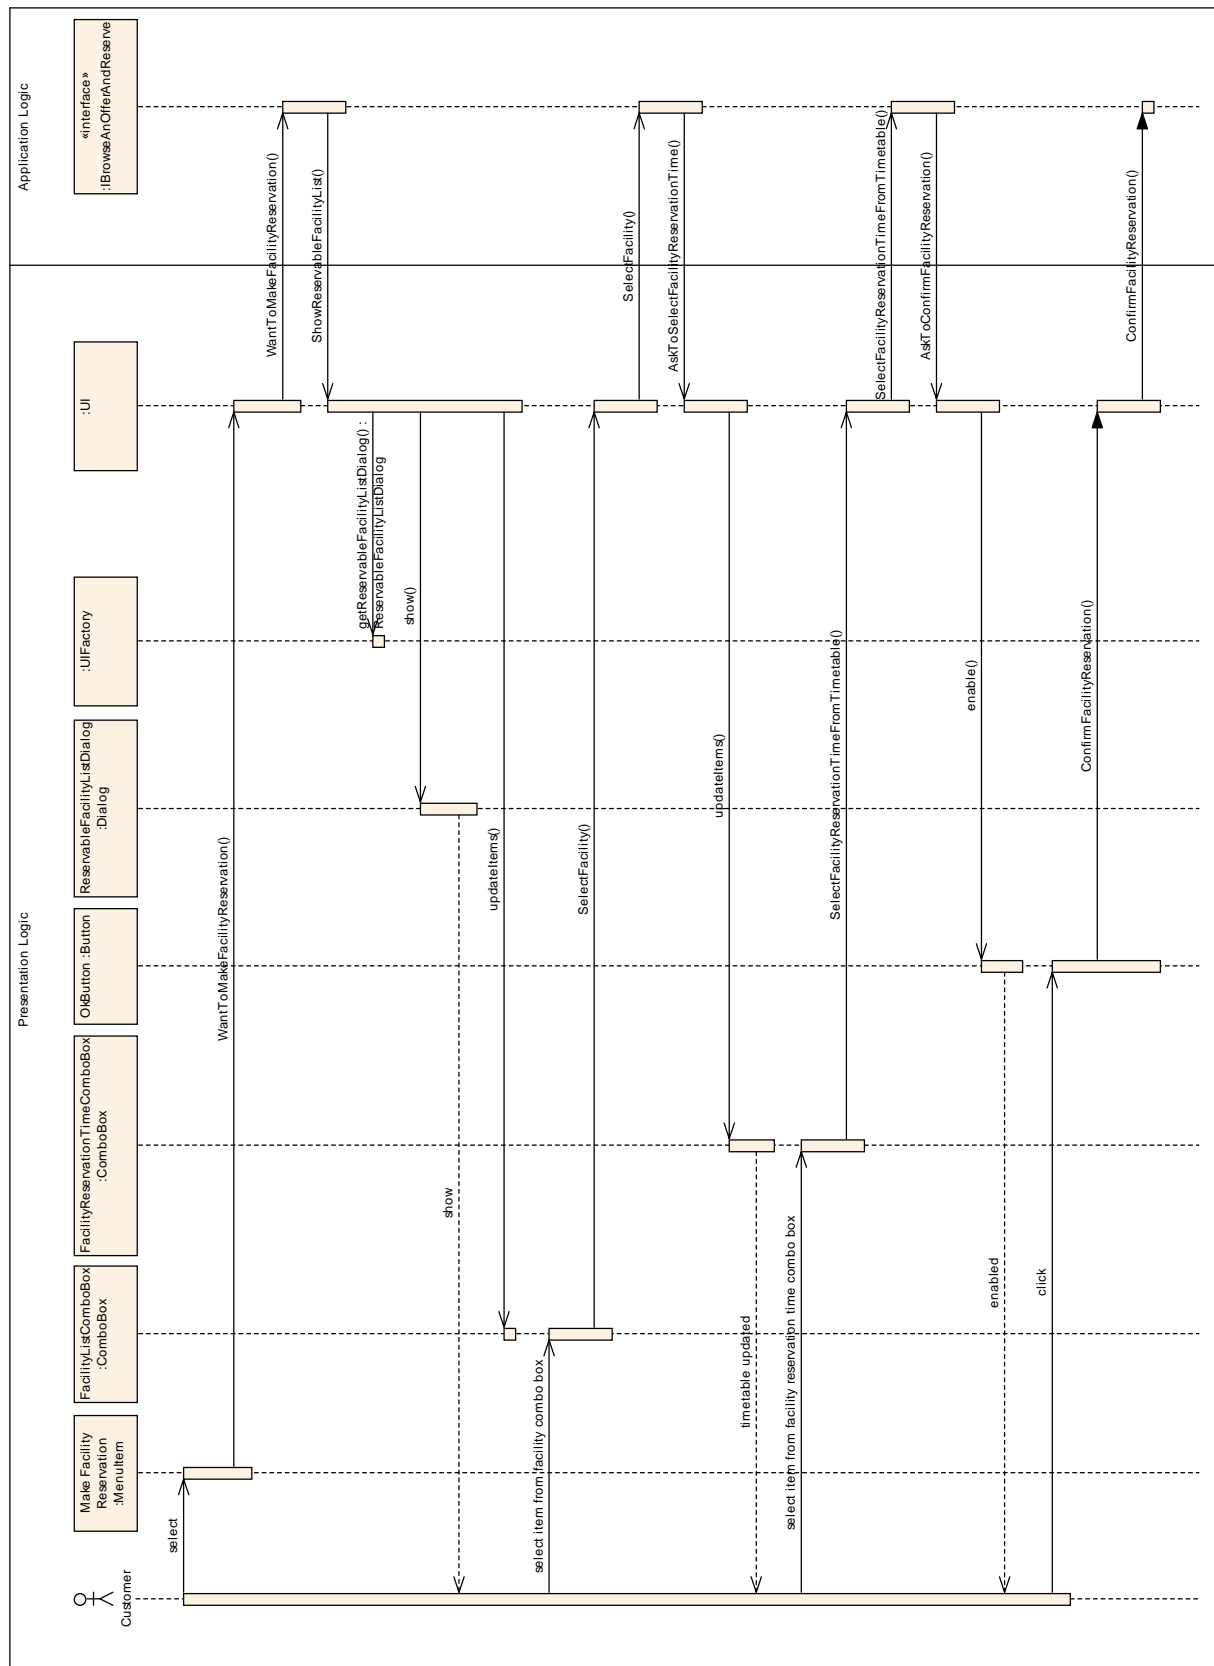 Presentation Logic
Application Logic
Customer
Make Facility
Reservation
:MenuItem
FacilityListComboBox
:ComboBox
FacilityReservationTimeComboBox
:ComboBox
OkButton :Button
ReservableFacilityListDialog
:Dialog
:UIFactory
:UI
«interface»
:IBrowseAnOfferAndReserve
select
WantToMakeFacilityReservation()
WantToMakeFacilityReservation()
ShowReservableFacilityList()
getReservableFacilityListDialog() :
ReservableFacilityListDialog
show()
show
updateItems()
select item from facility combo box
SelectFacility()
SelectFacility()
AskToSelectFacilityReservationTime()
updateItems()
timetable updated
select item from facility reservation time combo box
SelectFacilityReservationTimeFromTimetable()
SelectFacilityReservationTimeFromTimetable()
AskToConfirmFacilityReservation()
enable()
enabled
click
ConfirmFacilityReservation()
ConfirmFacilityReservation()